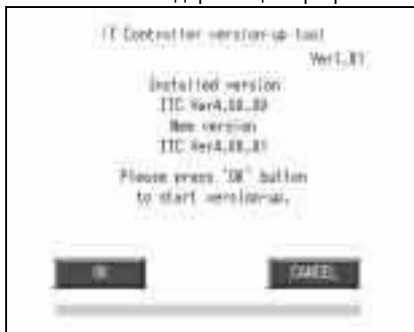 IT Controller version-up tool
Ver1.01
Installed version
ITC Ver4.00.00
New version
ITC Ver4.00.01
Please press "OK" button
to start version-up.
OK
CANCEL